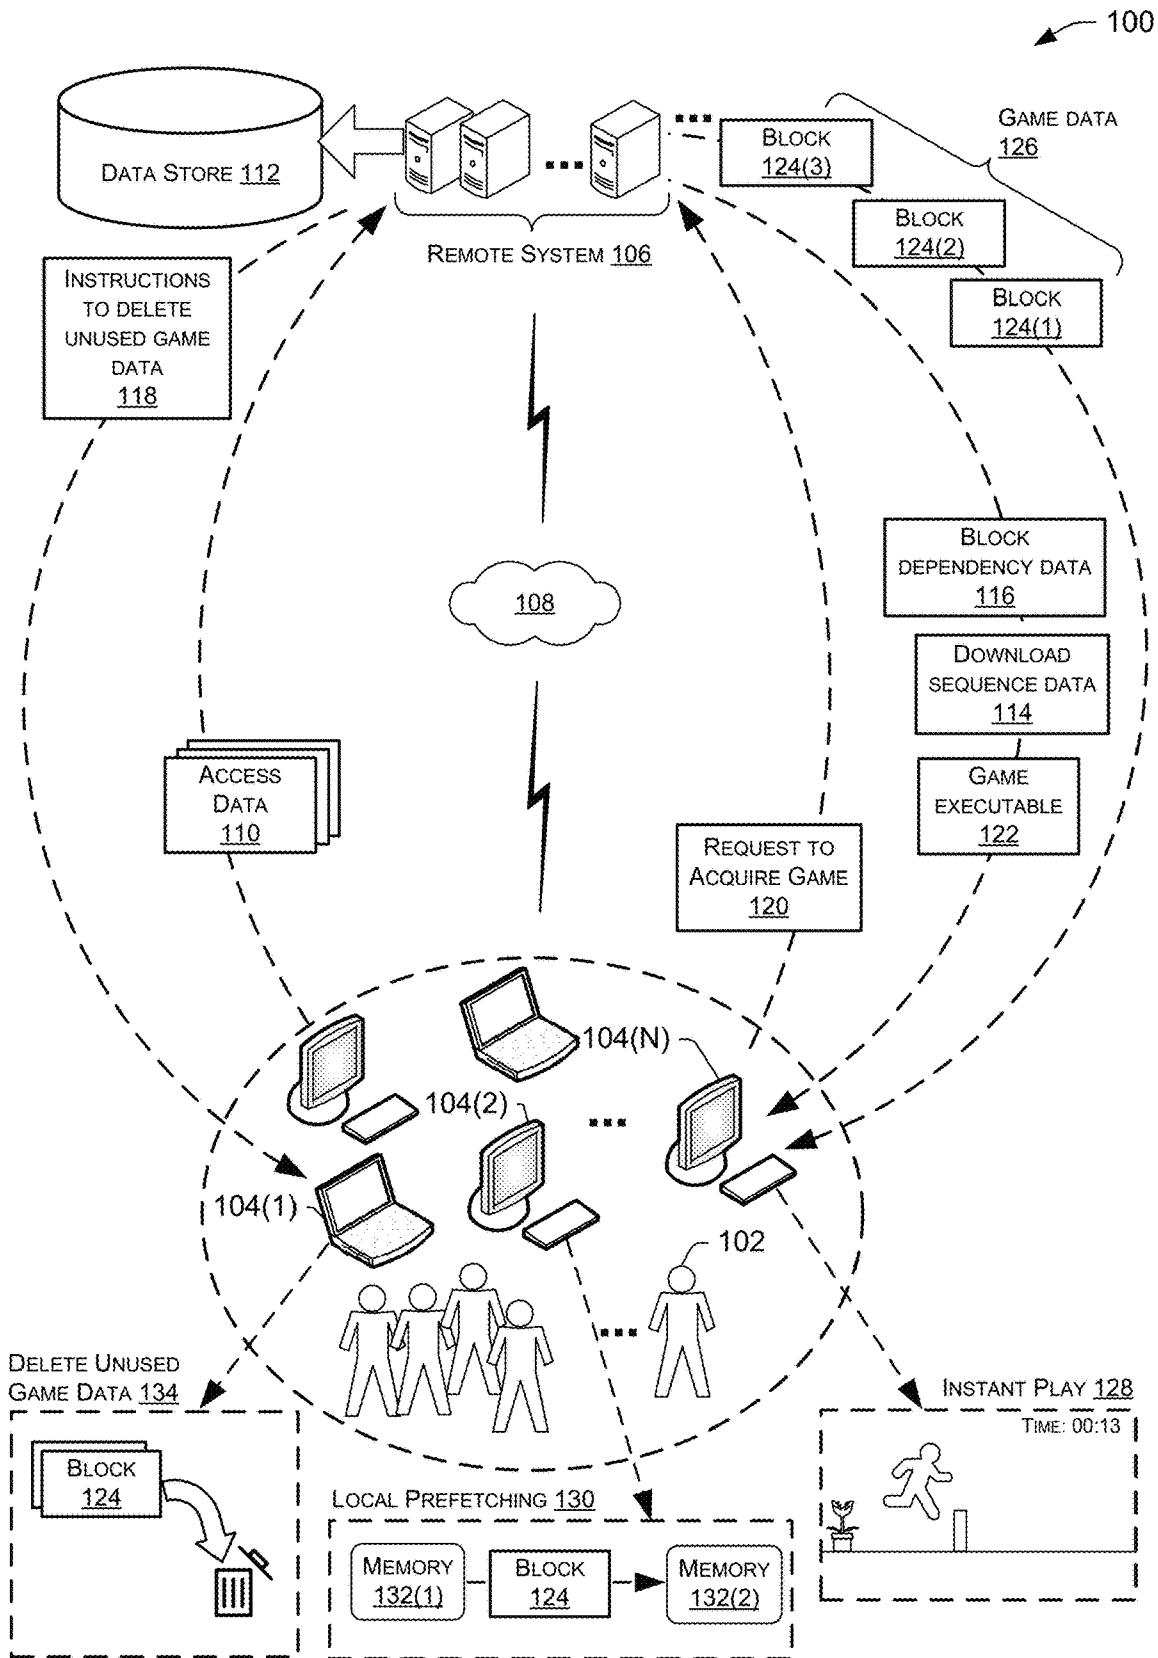 100
DATA STORE 112
REMOTE SYSTEM 106
BLOCK
124(3)
BLOCK
124(2)
BLOCK
124(1)
GAME DATA
126
INSTRUCTIONS
TO DELETE
UNUSED GAME
DATA
118
108
BLOCK
DEPENDENCY DATA
116
DOWNLOAD
SEQUENCE DATA
114
GAME
EXECUTABLE
122
ACCESS
DATA
110
REQUEST TO
ACQUIRE GAME
120
104(N)
104(2)
104(1)
102
DELETE UNUSED
GAME DATA 134
BLOCK
124
LOCAL PREFETCHING 130
MEMORY
132(1)
BLOCK
124
MEMORY
132(2)
INSTANT PLAY 128
TIME: 00:13